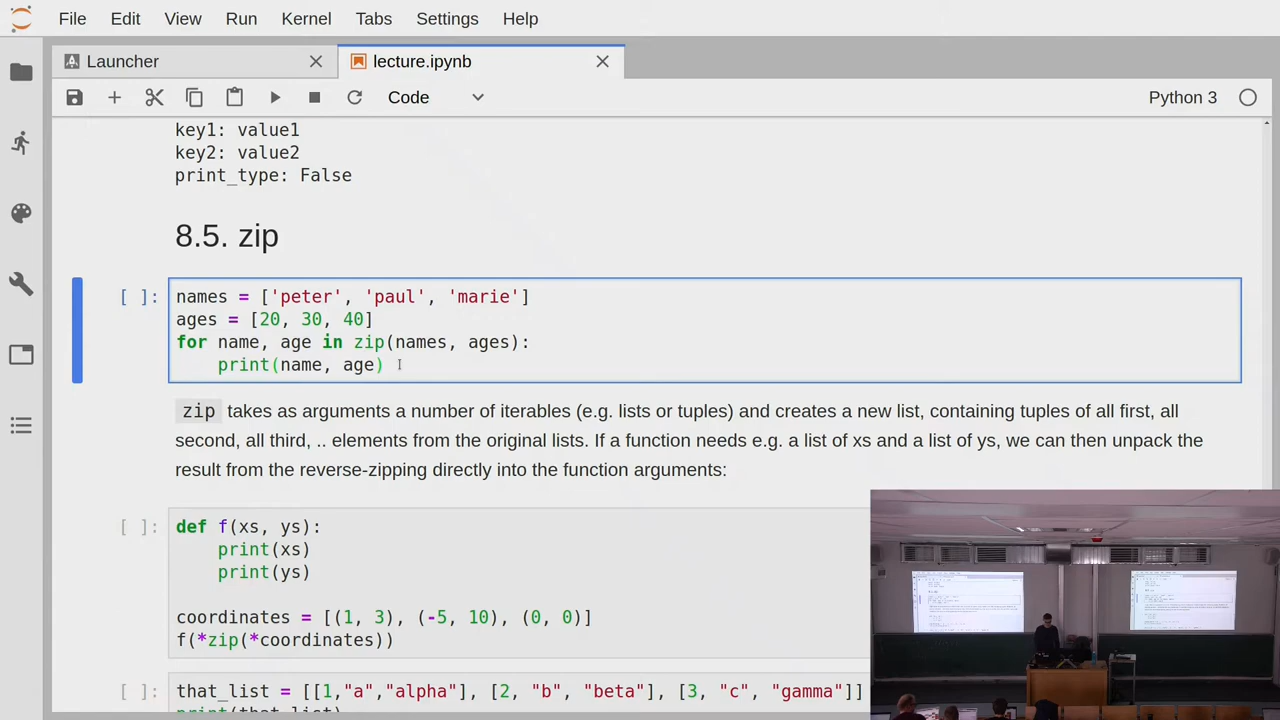 File Edit View Run Kernel Tabs Settings Help
Launcher
lecture.ipynb
Code
Python 3
key1: value1
key2: value2
print_type: False
8.5. zip
[ ]:
names = ['peter', 'paul', 'marie']
ages = [20, 30, 40]
for name, age in zip(names, ages):
    print(name, age)
zip takes as arguments a number of iterables (e.g. lists or tuples) and creates a new list, containing tuples of all first, all
second, all third, .. elements from the original lists. If a function needs e.g. a list of xs and a list of ys, we can then unpack the
result from the reverse-zipping directly into the function arguments:
[ ]:
def f(xs, ys):
    print(xs)
    print(ys)
coordinates = [(1, 3), (-5, 10), (0, 0)]
f(*zip(*coordinates))
[ ]:
that_list = [[1,"a","alpha"], [2, "b", "beta"], [3, "c", "gamma"]]
print(that_list)